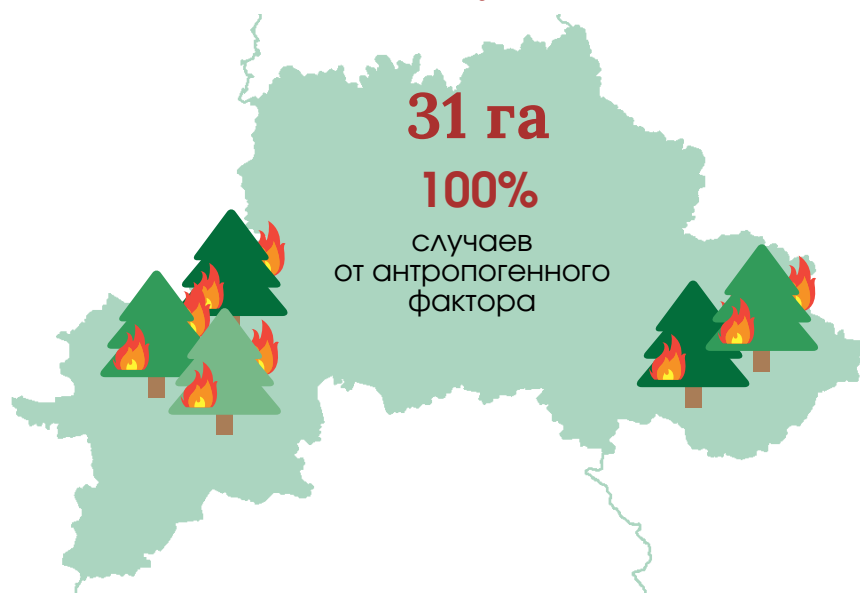 31 га
100%
случаев
от антропогенного
фактора